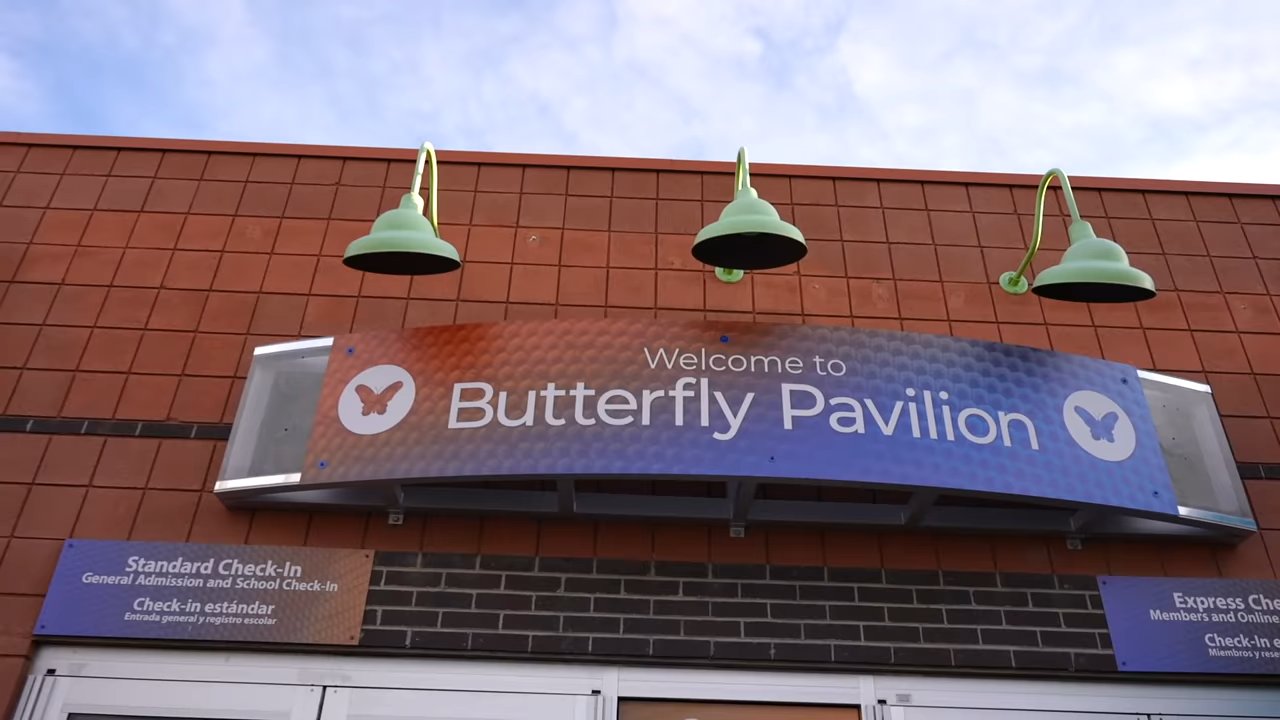 Welcome to
Butterfly Pavilion
Standard Check-In
General Admission and School Check-In
Check-in estándar
Entrada general y registro escolar
Express
Members and Online
Check-In
Miembros y